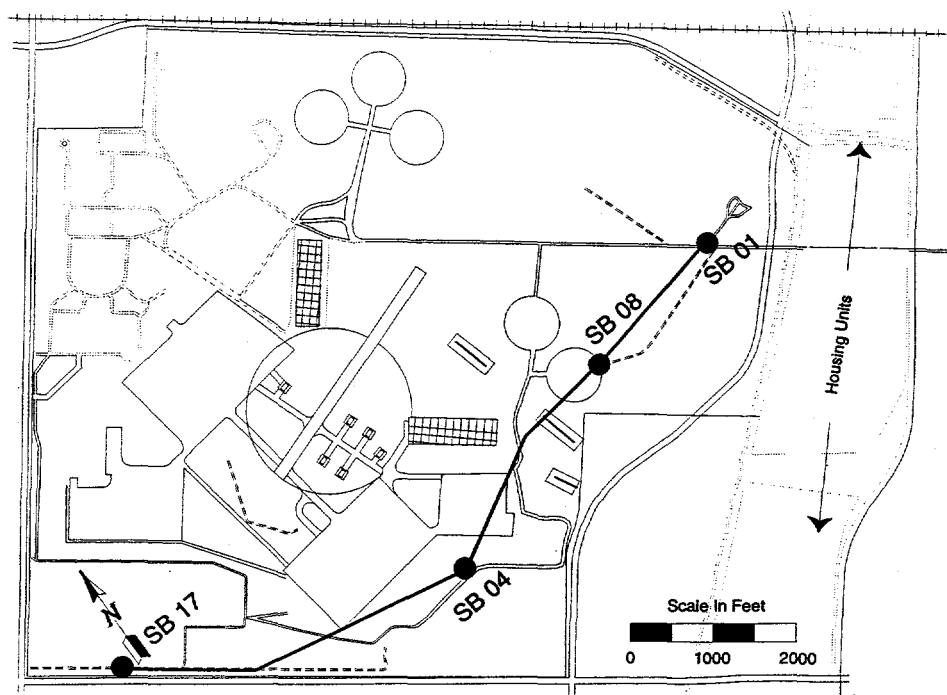 SB 01
SB 08
Housing Units
SB 04
N
SB 17
Scale In Feet
0 1000 2000